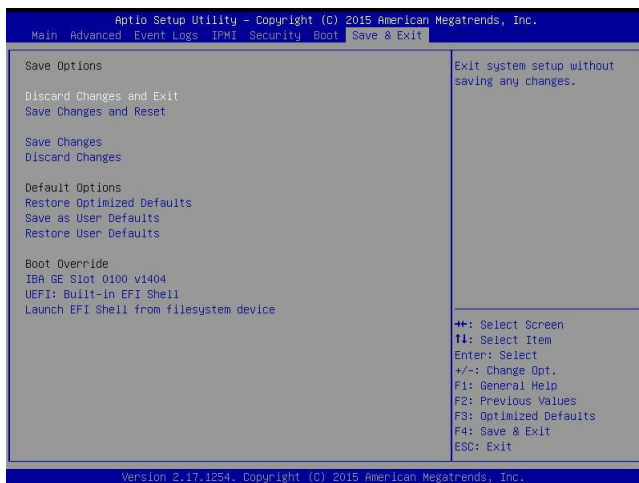 Aptio Setup Utility – Copyright (C) 2015 American Megatrends, Inc.
Main Advanced Event Logs IPMI Security Boot Save & Exit
Save Options
Discard Changes and Exit
Save Changes and Reset
Save Changes
Discard Changes
Default Options
Restore Optimized Defaults
Save as User Defaults
Restore User Defaults
Boot Override
IBA GE Slot 0100 v1404
UEFI: Built-in EFI Shell
Launch EFI Shell from filesystem device
Exit system setup without
saving any changes.
→←: Select Screen
↑↓: Select Item
Enter: Select
+/-: Change Opt.
F1: General Help
F2: Previous Values
F3: Optimized Defaults
F4: Save & Exit
ESC: Exit
Version 2.17.1254. Copyright (C) 2015 American Megatrends, Inc.